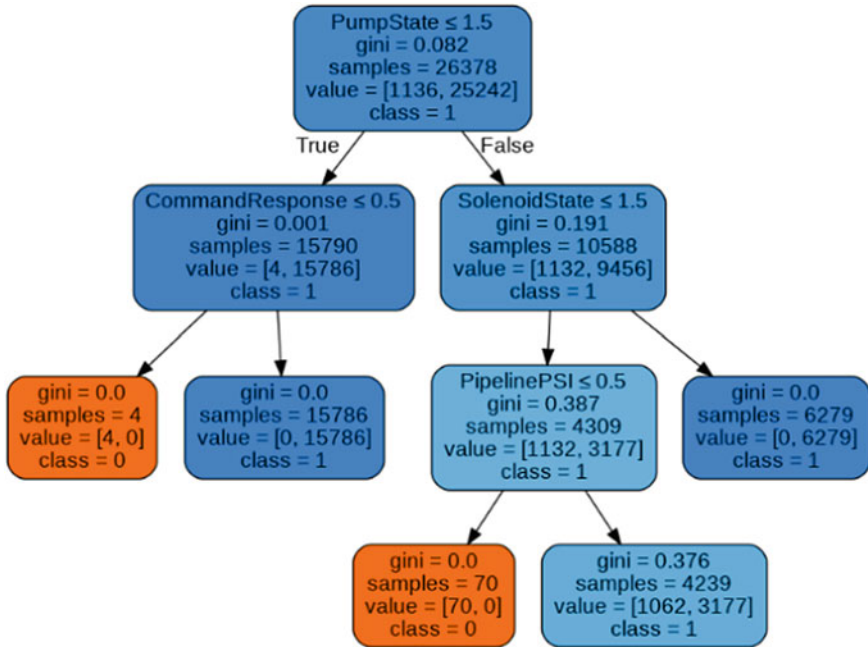 PumpState ≤ 1.5
gini = 0.082
samples = 26378
value = [1136, 25242]
class = 1
True
False
CommandResponse ≤ 0.5
gini = 0.001
samples = 15790
value = [4, 15786]
class = 1
SolenoidState ≤ 1.5
gini = 0.191
samples = 10588
value = [1132, 9456]
class = 1
gini = 0.0
samples = 4
value = [4, 0]
class = 0
gini = 0.0
samples = 15786
value = [0, 15786]
class = 1
PipelinePSI ≤ 0.5
gini = 0.387
samples = 4309
value = [1132, 3177]
class = 1
gini = 0.0
samples = 6279
value = [0, 6279]
class = 1
gini = 0.0
samples = 70
value = [70, 0]
class = 0
gini = 0.376
samples = 4239
value = [1062, 3177]
class = 1